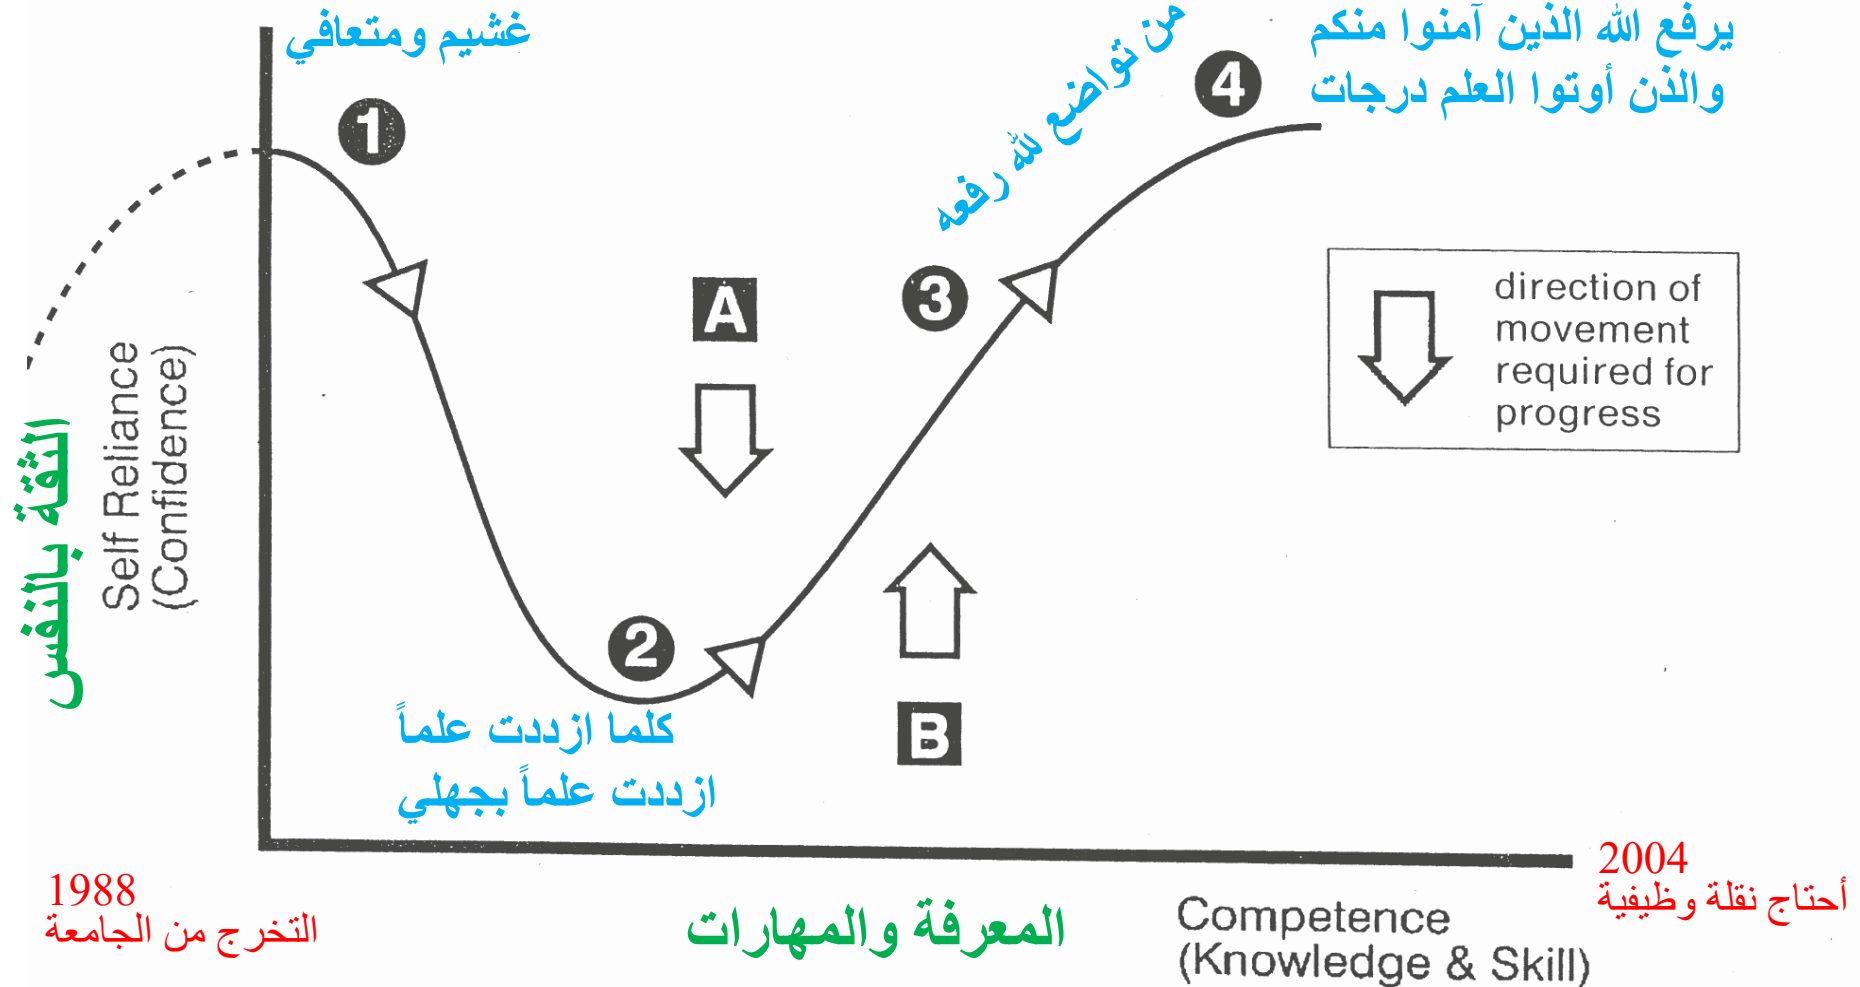 غشيم ومتعافي
1
من تواضع لله رفعه
4
يرفع الله الذين آمنوا منكم
والذن أوتوا العلم درجات
A
3
direction of
movement
required for
progress
الثقة بالنفس
Self Reliance
(Confidence)
2
B
كلما ازددت علماً
ازددت علماً بجهلي
1988
التخرج من الجامعة
المعرفة والمهارات
Competence
(Knowledge & Skill)
2004
أحتاج نقلة وظيفية